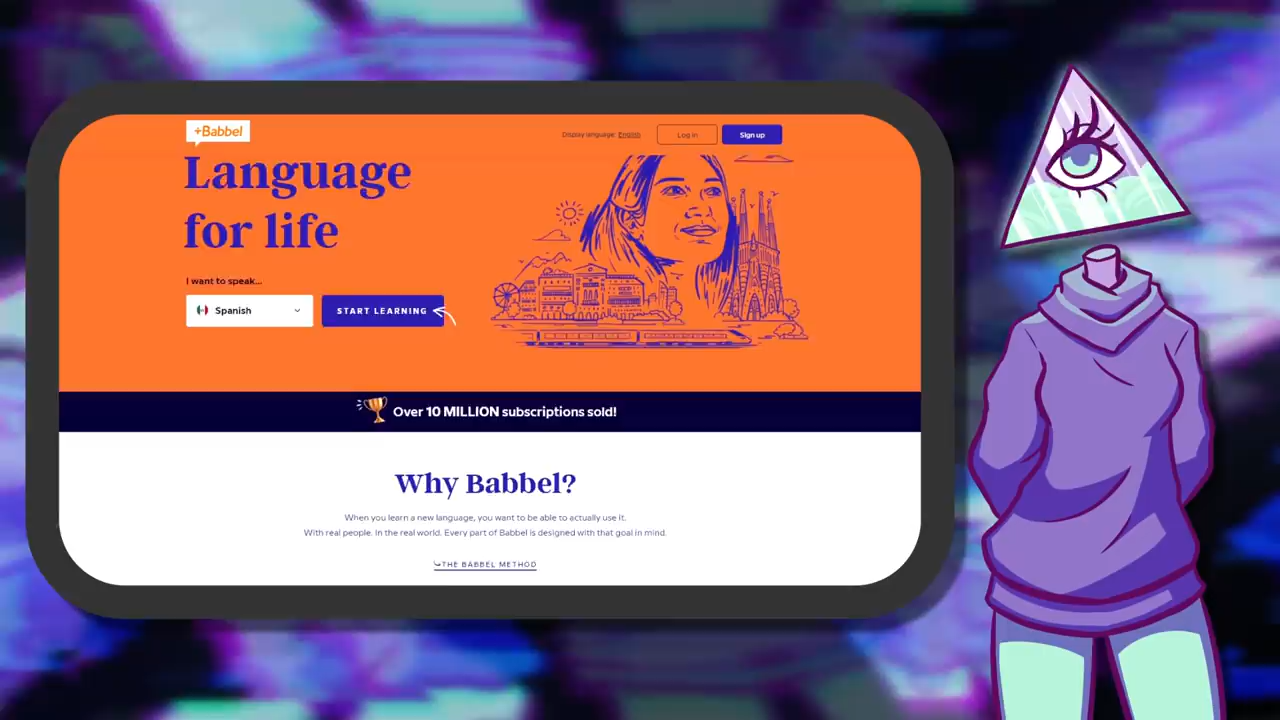 +Babbel
Display language: English
Log in
Sign up
Language
for life
I want to speak...
Spanish
START LEARNING
Over 10 MILLION subscriptions sold!
Why Babbel?
When you learn a new language, you want to be able to actually use it.
With real people. In the real world. Every part of Babbel is designed with that goal in mind.
THE BABBEL METHOD